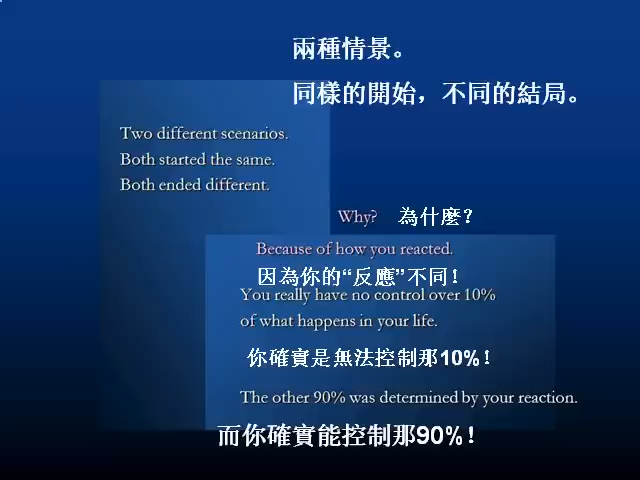 兩種情景。
同樣的開始，不同的結局。
Two different scenarios.
Both started the same.
Both ended different.
Why? 為什麼？
Because of how you reacted.
因為你的“反應”不同！
You really have no control over 10%
of what happens in your life.
你確實是無法控制那10%！
The other 90% was determined by your reaction.
而你確實能控制那90%！